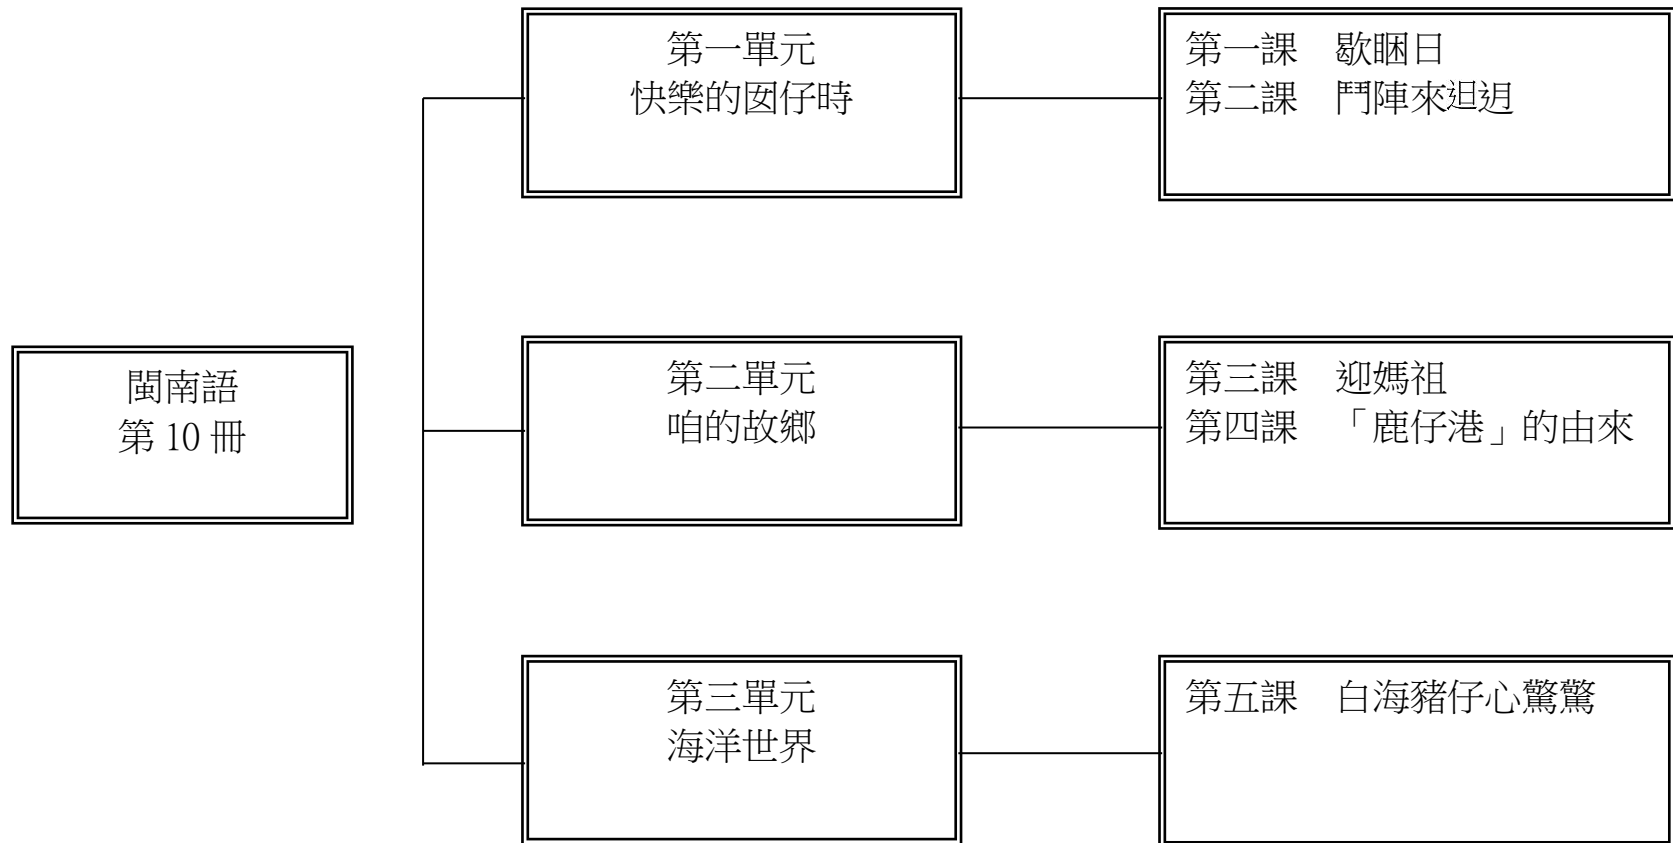 閩南語
第 10 冊
第一單元
快樂的囡仔時
第一課　歇睏日
第二課　鬥陣來𨑨迌
第二單元
咱的故鄉
第三課　迎媽祖
第四課　「鹿仔港」的由來
第三單元
海洋世界
第五課　白海豬仔心驚驚